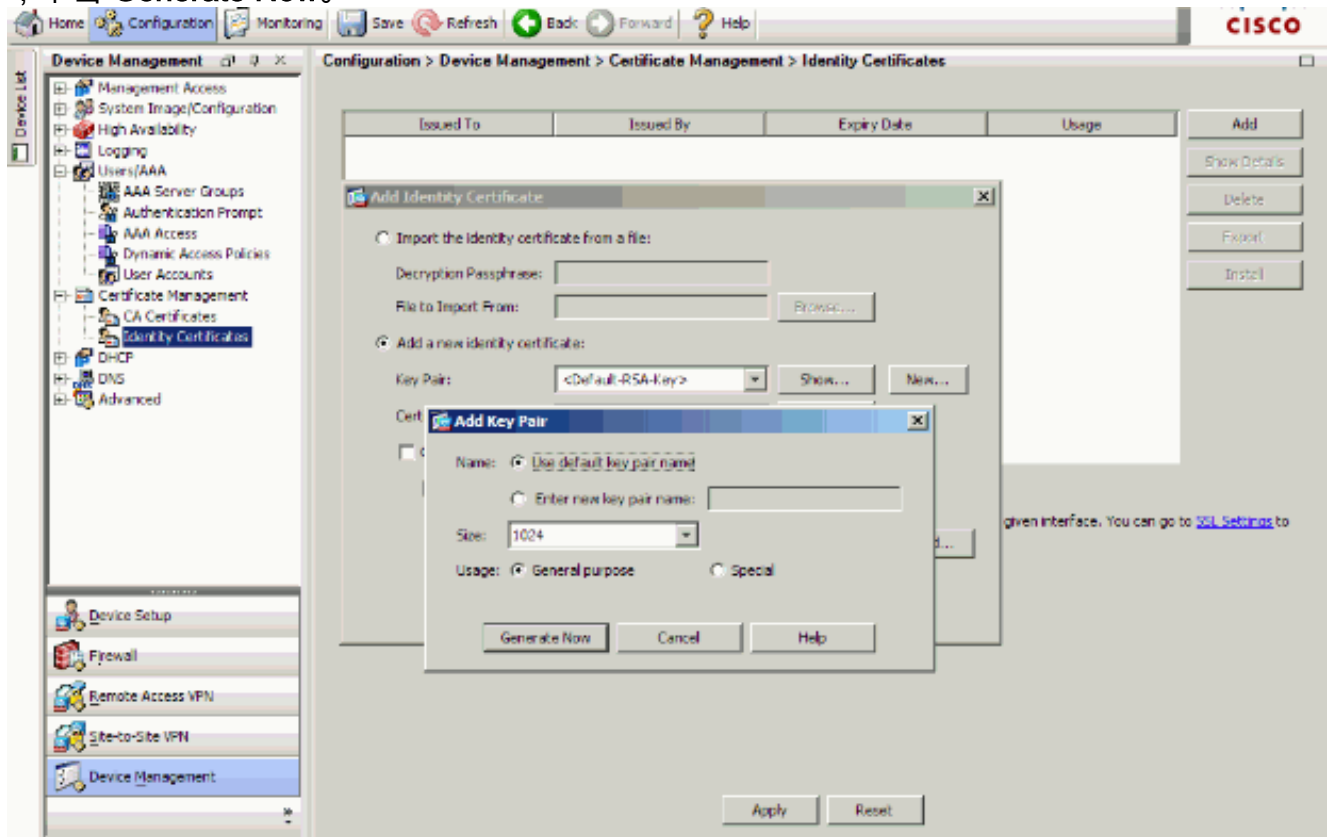 Generate Now。
Home Configuration Monitoring Save Refresh Back Forward Help
CISCO
Device List
Device Management
Management Access
System Image/Configuration
High Availability
Logging
Users/AAA
AAA Server Groups
Authentication Prompt
AAA Access
Dynamic Access Policies
User Accounts
Certificate Management
CA Certificates
Identity Certificates
DHCP
DNS
Advanced
Device Setup
Firewall
Remote Access VPN
Site-to-Site VPN
Device Management
Configuration > Device Management > Certificate Management > Identity Certificates
Issued To Issued By Expiry Date Usage
Add
Show Details
Delete
Export
Install
Add Identity Certificate
Import the identity certificate from a file:
Decryption Passphrase:
File to Import From: Browse...
Add a new identity certificate:
Key Pair: <Default-RSA-Key> Show... New...
Cert
Add Key Pair
Name: Use default key pair name
Enter new key pair name:
Size: 1024
Usage: General purpose Special
Generate Now Cancel Help
d...
given interface. You can go to SSL Settings to
Apply Reset